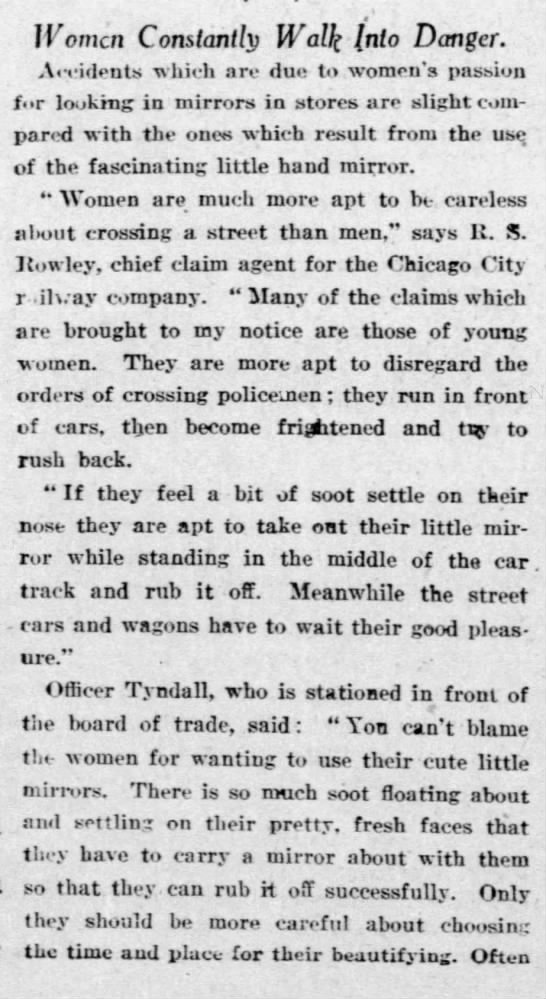 Women Constantly Walk Into Danger.
Accidents which are due to women's passion
for looking in mirrors in stores are slight com-
pared with the ones which result from the use
of the fascinating little hand mirror.
“Women are much more apt to be careless
about crossing a street than men,” says R. S.
Rowley, chief claim agent for the Chicago City
railway company. “Many of the claims which
are brought to my notice are those of young
women. They are more apt to disregard the
orders of crossing policemen; they run in front
of cars, then become frightened and try to
rush back.
“If they feel a bit of soot settle on their
nose they are apt to take out their little mir-
ror while standing in the middle of the car
track and rub it off. Meanwhile the street
cars and wagons have to wait their good pleas-
ure.”
Officer Tyndall, who is stationed in front of
the board of trade, said: “You can't blame
the women for wanting to use their cute little
mirrors. There is so much soot floating about
and settling on their pretty, fresh faces that
they have to carry a mirror about with them
so that they can rub it off successfully. Only
they should be more careful about choosing
the time and place for their beautifying. Often